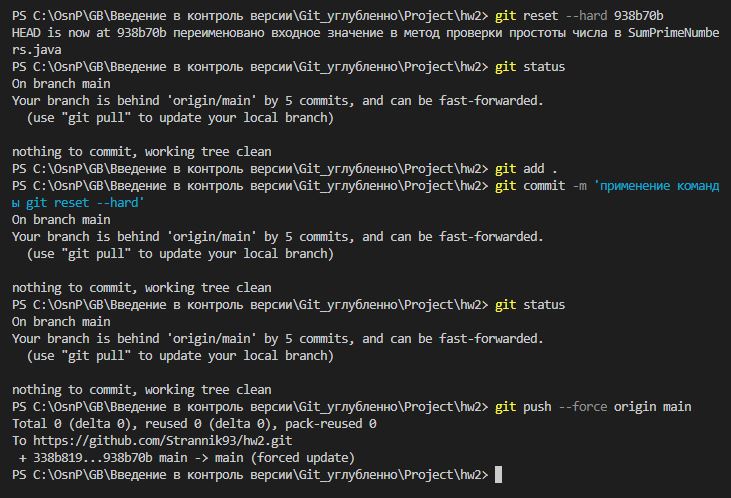 PS C:\OsnP\GB\Введение в контроль версии\Git_углубленно\Project\hw2> git reset --hard 938b70b
HEAD is now at 938b70b переименовано входное значение в метод проверки простоты числа в SumPrimeNumbe
rs.java
PS C:\OsnP\GB\Введение в контроль версии\Git_углубленно\Project\hw2> git status
On branch main
Your branch is behind 'origin/main' by 5 commits, and can be fast-forwarded.
  (use "git pull" to update your local branch)

nothing to commit, working tree clean
PS C:\OsnP\GB\Введение в контроль версии\Git_углубленно\Project\hw2> git add .
PS C:\OsnP\GB\Введение в контроль версии\Git_углубленно\Project\hw2> git commit -m 'применение команд
ы git reset --hard'
On branch main
Your branch is behind 'origin/main' by 5 commits, and can be fast-forwarded.
  (use "git pull" to update your local branch)

nothing to commit, working tree clean
PS C:\OsnP\GB\Введение в контроль версии\Git_углубленно\Project\hw2> git status
On branch main
Your branch is behind 'origin/main' by 5 commits, and can be fast-forwarded.
  (use "git pull" to update your local branch)

nothing to commit, working tree clean
PS C:\OsnP\GB\Введение в контроль версии\Git_углубленно\Project\hw2> git push --force origin main
Total 0 (delta 0), reused 0 (delta 0), pack-reused 0
To https://github.com/Strannik93/hw2.git
 + 338b819...938b70b main -> main (forced update)
PS C:\OsnP\GB\Введение в контроль версии\Git_углубленно\Project\hw2>